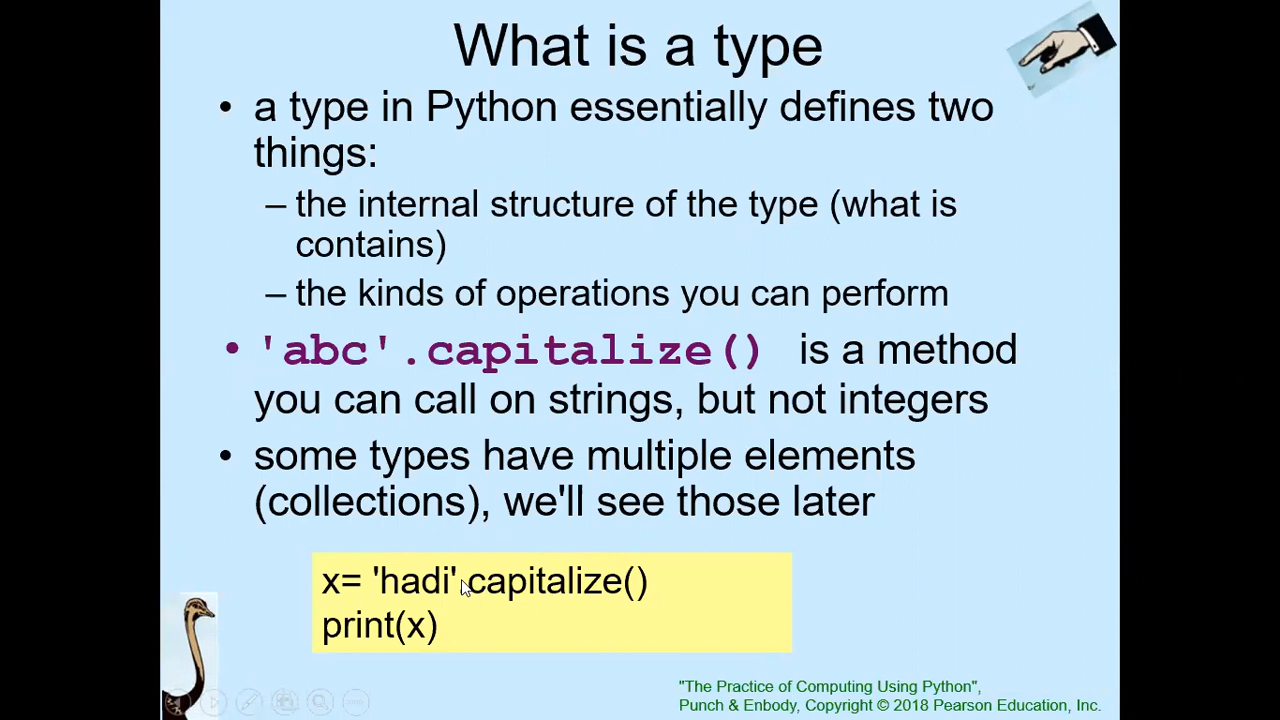 What is a type
• a type in Python essentially defines two
things:
– the internal structure of the type (what is
contains)
– the kinds of operations you can perform
• 'abc'.capitalize() is a method
you can call on strings, but not integers
• some types have multiple elements
(collections), we'll see those later
x= 'hadi'.capitalize()
print(x)
"The Practice of Computing Using Python",
Punch & Enbody, Copyright © 2018 Pearson Education, Inc.